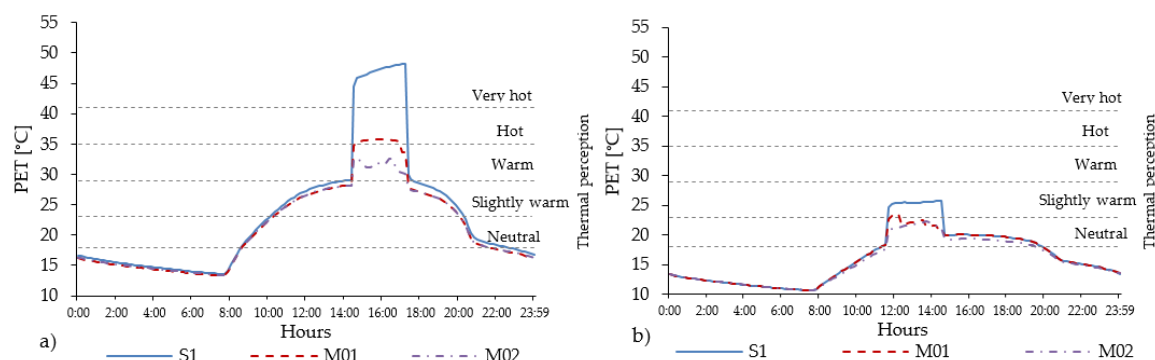 55
50
45
40
35
30
25
20
15
10
PET [°C]
Very hot
Hot
Warm
Slightly warm
Neutral
Thermal perception
0:00 2:00 4:00 6:00 8:00 10:00 12:00 14:00 16:00 18:00 20:00 22:00 23:59
Hours
a)
S1 M01 M02
55
50
45
40
35
30
25
20
15
10
PET [°C]
Very hot
Hot
Warm
Slightly warm
Neutral
Thermal perception
0:00 2:00 4:00 6:00 8:00 10:00 12:00 14:00 16:00 18:00 20:00 22:00 23:59
Hours
b)
S1 M01 M02